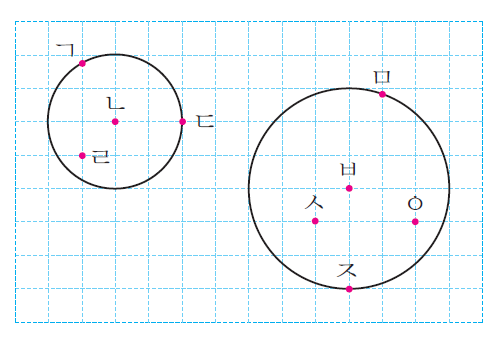 ㄱ
ㄴ
ㄷ
ㄹ
ㅁ
ㅂ
ㅅ
ㅇ
ㅈ